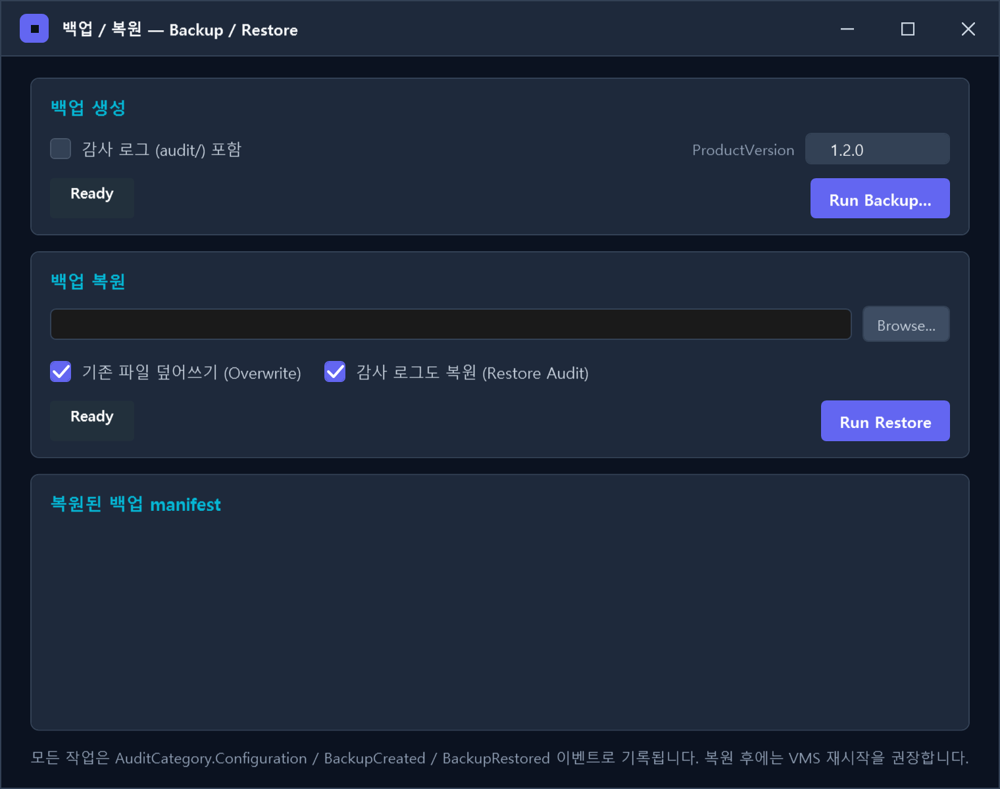 백업 / 복원 — Backup / Restore
백업 생성
감사 로그 (audit/) 포함
ProductVersion
1.2.0
Ready
Run Backup...
백업 복원
Browse...
기존 파일 덮어쓰기 (Overwrite)
감사 로그도 복원 (Restore Audit)
Ready
Run Restore
복원된 백업 manifest
모든 작업은 AuditCategory.Configuration / BackupCreated / BackupRestored 이벤트로 기록됩니다. 복원 후에는 VMS 재시작을 권장합니다.